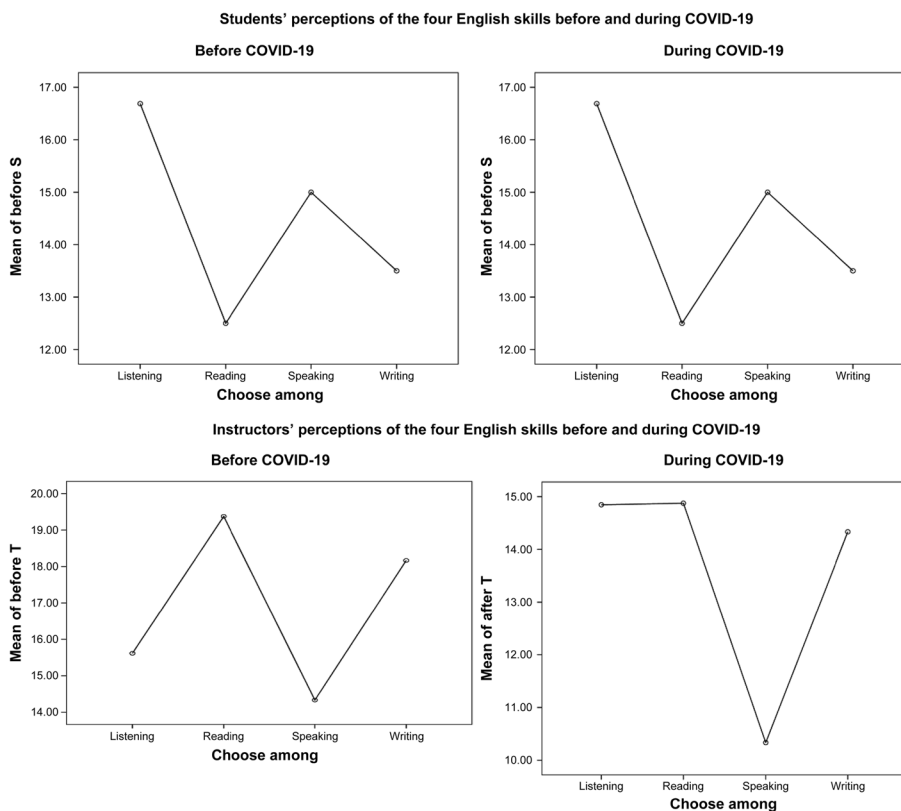 Students’ perceptions of the four English skills before and during COVID-19
Before COVID-19
Mean of before S
17.00
16.00
15.00
14.00
13.00
12.00
Listening Reading Speaking Writing
Choose among
During COVID-19
Mean of before S
17.00
16.00
15.00
14.00
13.00
12.00
Listening Reading Speaking Writing
Choose among
Instructors’ perceptions of the four English skills before and during COVID-19
Before COVID-19
Mean of before T
20.00
19.00
18.00
17.00
16.00
15.00
14.00
Listening Reading Speaking Writing
Choose among
During COVID-19
Mean of after T
15.00
14.00
13.00
12.00
11.00
10.00
Listening Reading Speaking Writing
Choose among